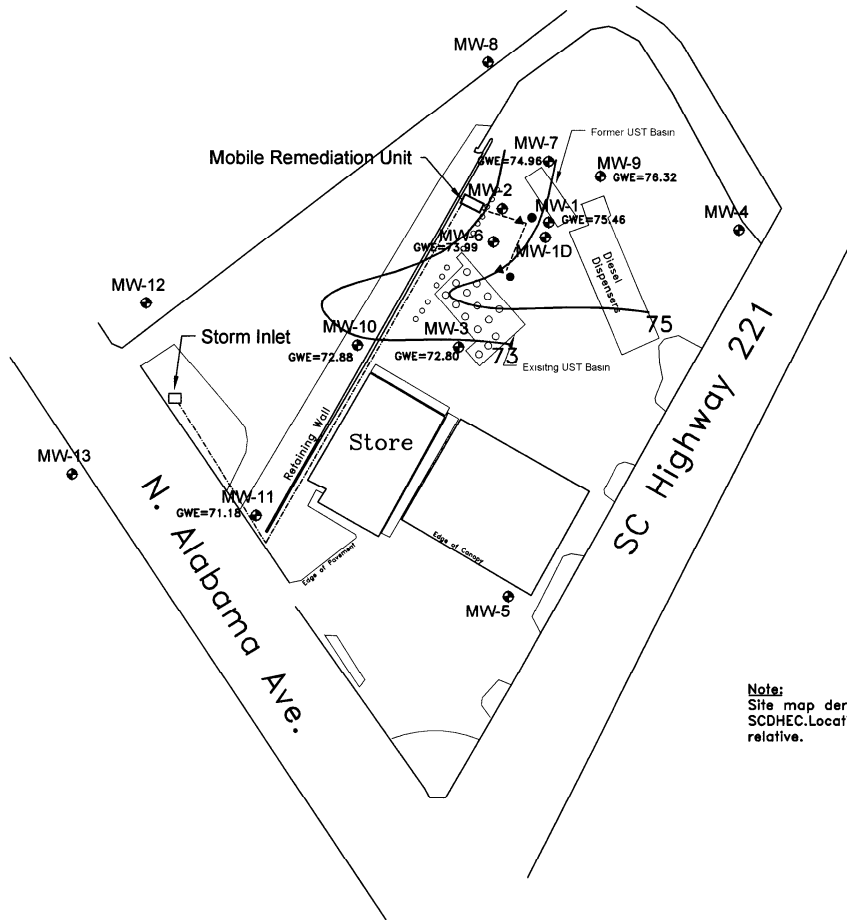 MW-8
Former UST Basin
MW-7
GWE=74.96
Mobile Remediation Unit
MW-9
GWE=76.32
MW-2
MW-1
GWE=75.46
MW-4
MW-6
GWE=73.99
MW-1D
Diesel
Dispensers
MW-12
75
Storm Inlet
MW-10
GWE=72.88
MW-3
GWE=72.80
73
Exisitng UST Basin
SC Highway 221
Retaining Wall
Store
MW-13
N. Alabama Ave.
MW-11
GWE=71.18
Edge of Pavement
Edge of Canopy
MW-5
Note:
Site map der
SCDHEC.Locati
relative.